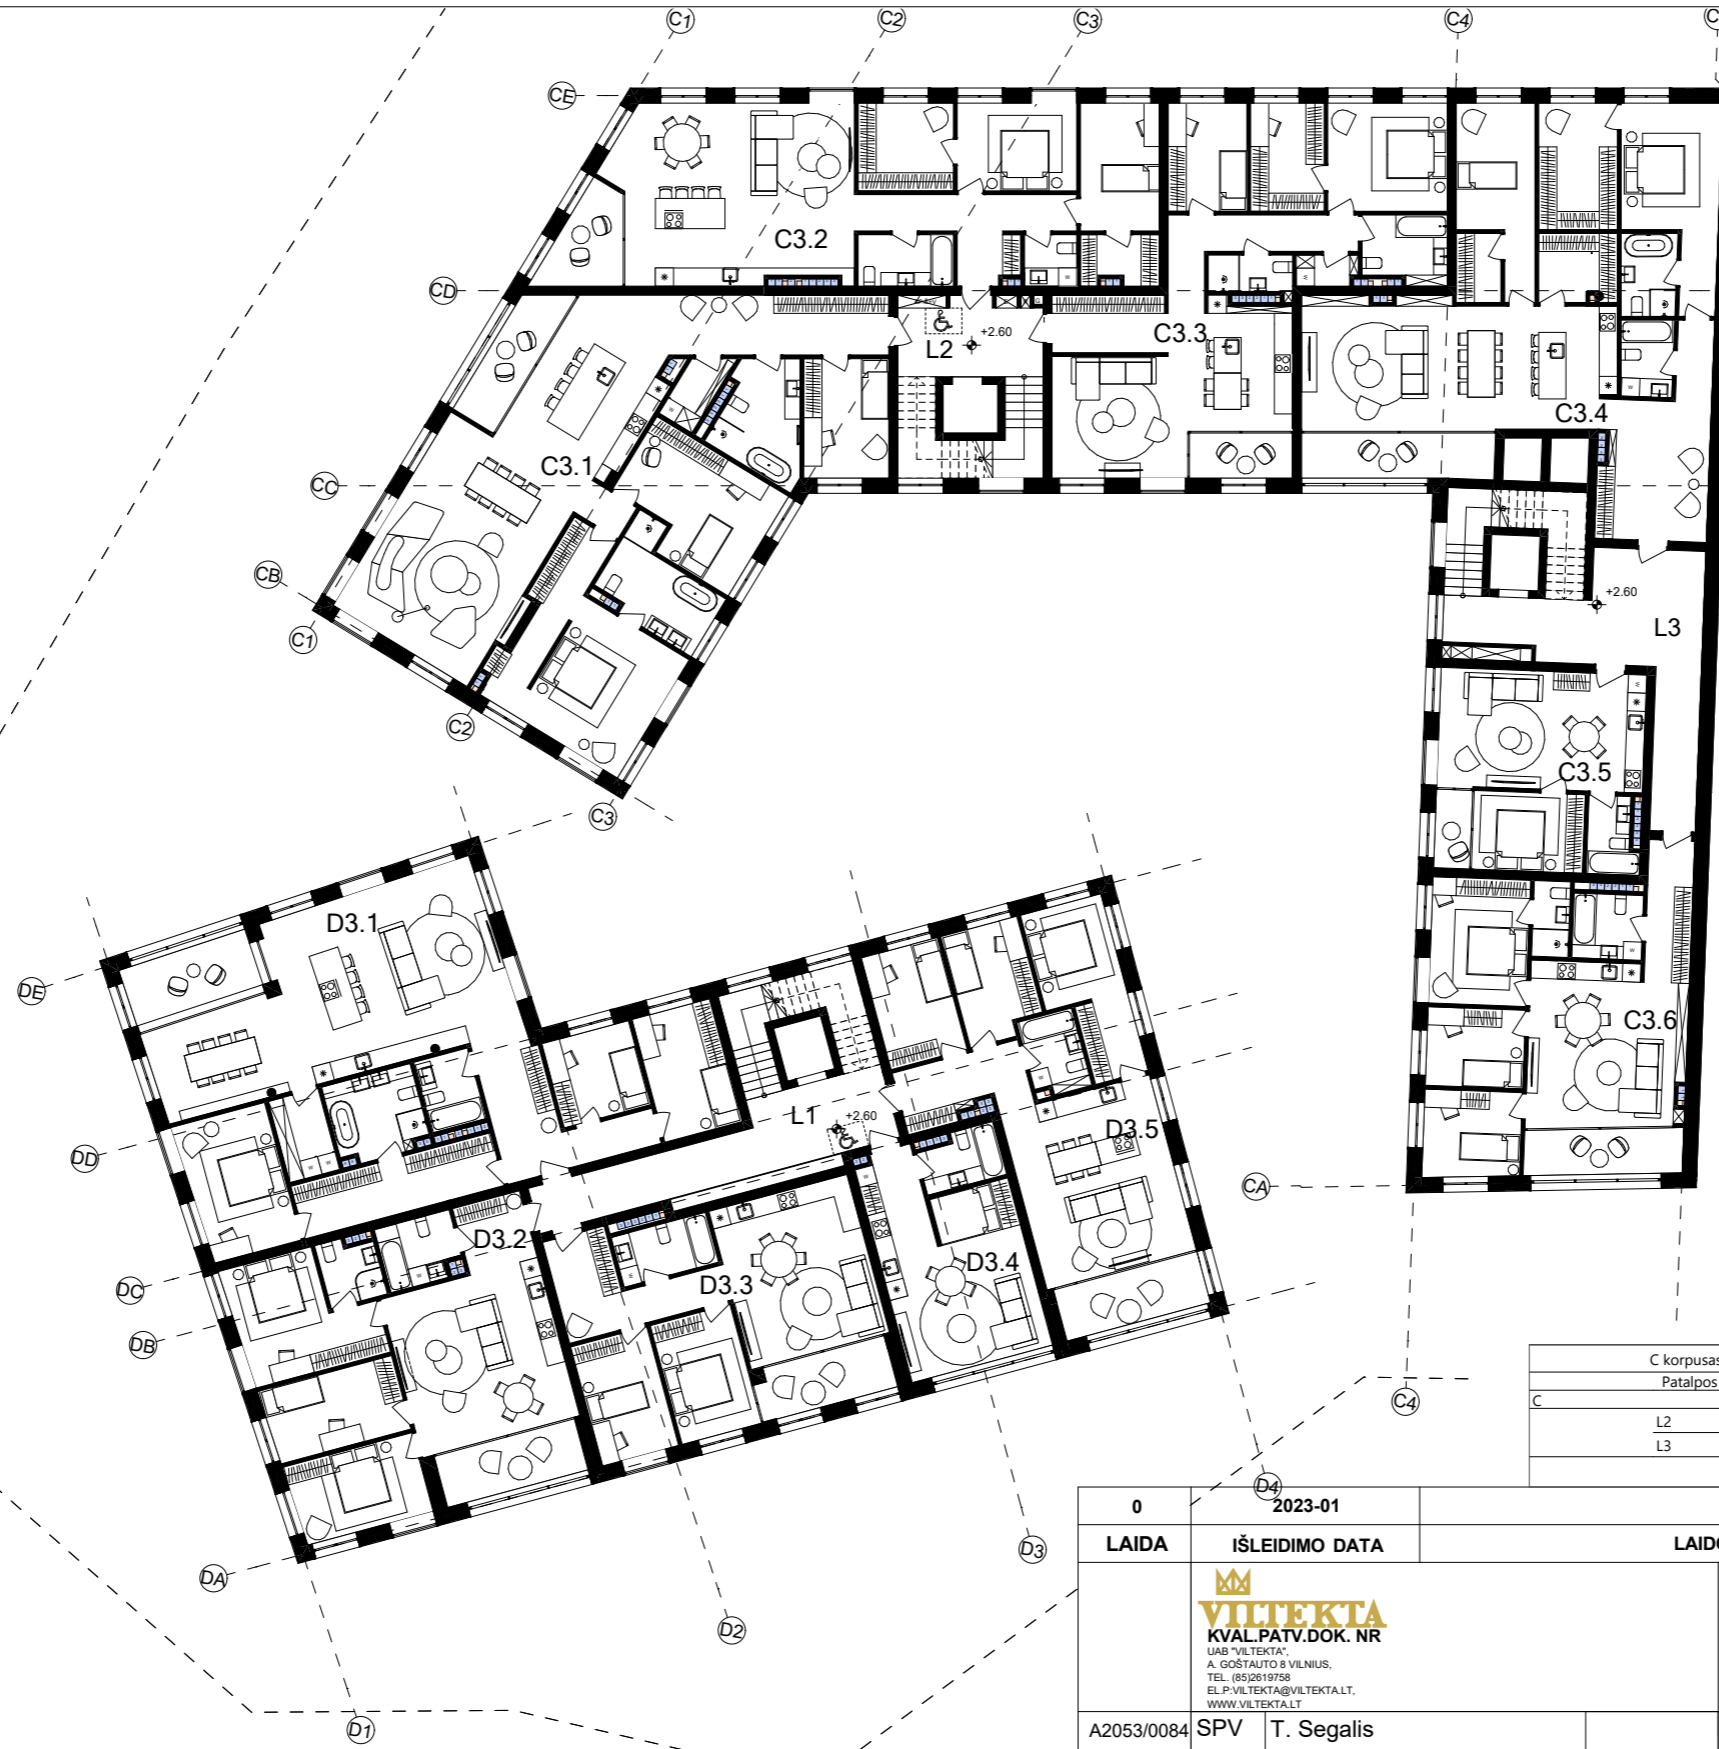 C1
C2
C3
C4
C
CE
C3.2
CD
+2.60
L2
C3.3
C3.4
C3.1
CC
CB
C1
+2.60
L3
C2
C3.5
C3
D3.1
DE
C3.6
L1
+2.60
D3.5
DD
CA
D3.2
D3.4
D3.3
DC
DB
C4
C korpusas
Patalpos
C
L2
L3
D4
0 2023-01
LAIDA IŠLEIDIMO DATA
D3
DA
D2
D1
VILTEKTA
KVAL.PATV.DOK. NR
UAB "VILTEKTA",
A. GOŠTAUTO 8 VILNIUS,
TEL. (85)2619758
EL.P:VILTEKTA@VILTEKTA.LT,
WWW.VILTEKTA.LT
A2053/0084 SPV T. Segalis